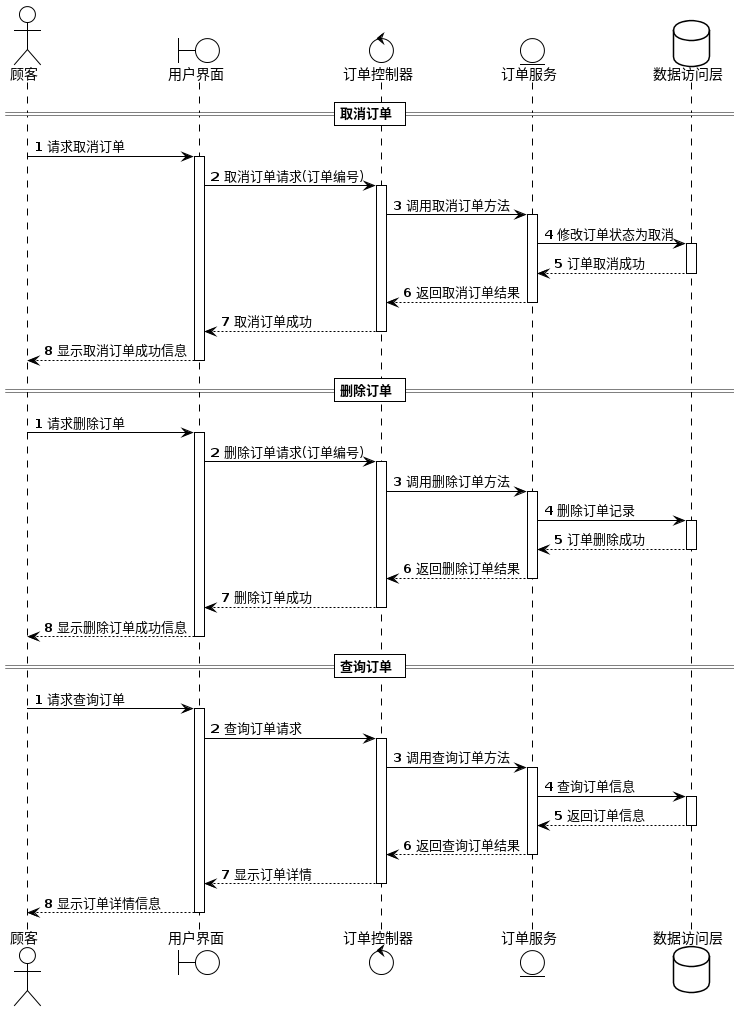 顾客 用户界面 订单控制器 订单服务 数据访问层
取消订单
1 请求取消订单
2 取消订单请求(订单编号)
3 调用取消订单方法
4 修改订单状态为取消
5 订单取消成功
6 返回取消订单结果
7 取消订单成功
8 显示取消订单成功信息
删除订单
1 请求删除订单
2 删除订单请求(订单编号)
3 调用删除订单方法
4 删除订单记录
5 订单删除成功
6 返回删除订单结果
7 删除订单成功
8 显示删除订单成功信息
查询订单
1 请求查询订单
2 查询订单请求
3 调用查询订单方法
4 查询订单信息
5 返回订单信息
6 返回查询订单结果
7 显示订单详情
8 显示订单详情信息
顾客 用户界面 订单控制器 订单服务 数据访问层